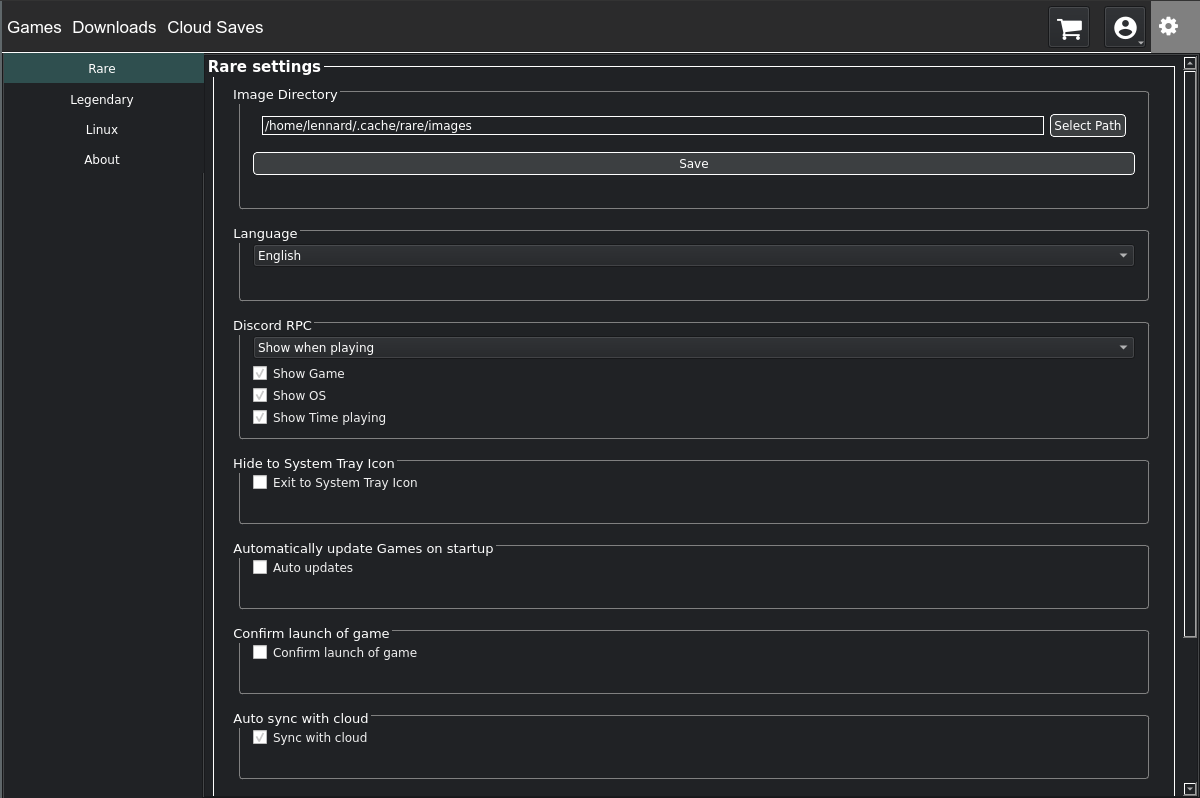 Games Downloads Cloud Saves
Rare
Legendary
Linux
About
Rare settings
Image Directory
/home/lennard/.cache/rare/images
Select Path
Save
Language
English
Discord RPC
Show when playing
Show Game
Show OS
Show Time playing
Hide to System Tray Icon
Exit to System Tray Icon
Automatically update Games on startup
Auto updates
Confirm launch of game
Confirm launch of game
Auto sync with cloud
Sync with cloud